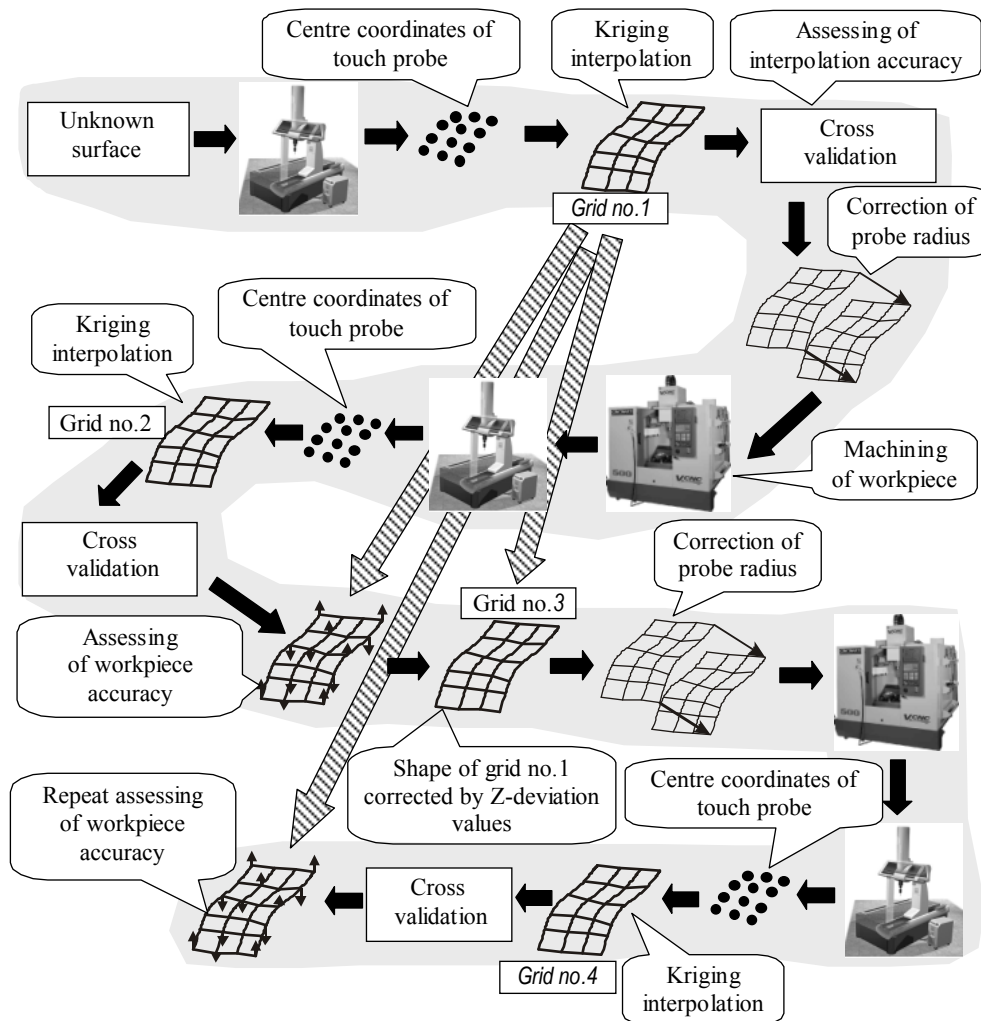 Centre coordinates of
touch probe
Kriging
interpolation
Assessing of
interpolation accuracy
Unknown
surface
Cross
validation
Grid no.1
Correction of
probe radius
Centre coordinates of
touch probe
Kriging
interpolation
Grid no.2
500
VCNC
Machining
of workpiece
Cross
validation
Correction of
probe radius
Grid no.3
Assessing
of workpiece
accuracy
500
VCNC
Shape of grid no.1
corrected by Z-deviation
values
Centre coordinates of
touch probe
Repeat assessing
of workpiece
accuracy
Cross
validation
Grid no.4
Kriging
interpolation